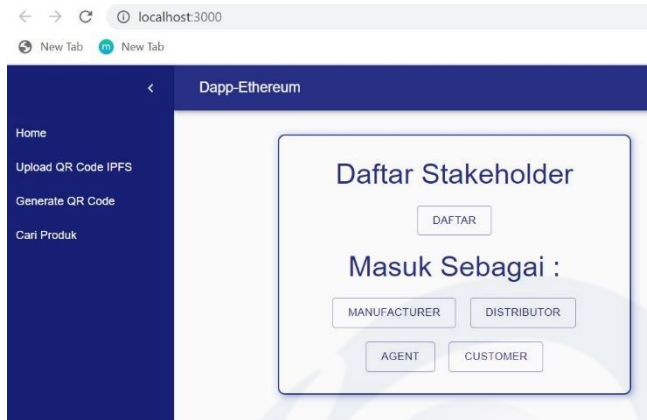 localhost:3000
New Tab m New Tab
Dapp-Ethereum
Home
Upload QR Code IPFS
Generate QR Code
Cari Produk
Daftar Stakeholder
DAFTAR
Masuk Sebagai :
MANUFACTURER DISTRIBUTOR
AGENT CUSTOMER